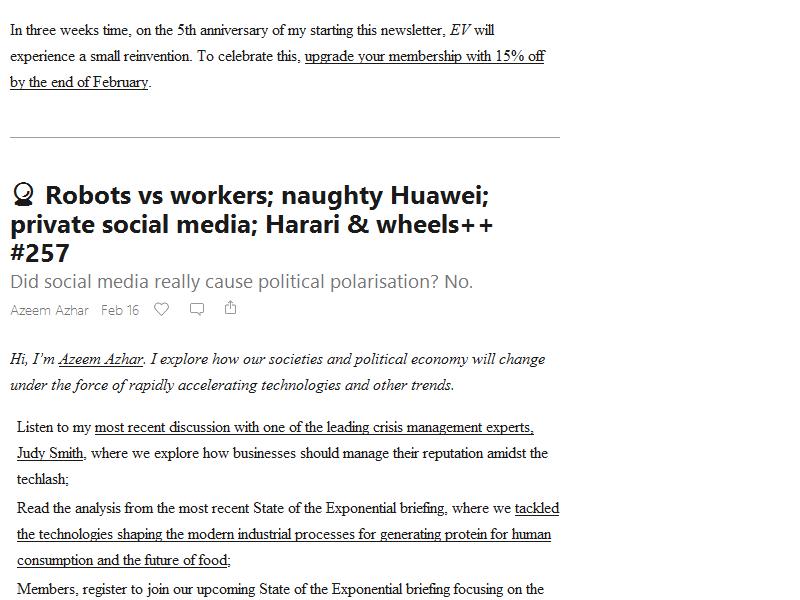 In three weeks time, on the 5th anniversary of my starting this newsletter, EV will
experience a small reinvention. To celebrate this, upgrade your membership with 15% off
by the end of February.
🔮 Robots vs workers; naughty Huawei;
private social media; Harari & wheels++
#257
Did social media really cause political polarisation? No.
Azeem Azhar Feb 16
Hi, I’m Azeem Azhar. I explore how our societies and political economy will change
under the force of rapidly accelerating technologies and other trends.
Listen to my most recent discussion with one of the leading crisis management experts,
Judy Smith, where we explore how businesses should manage their reputation amidst the
techlash;
Read the analysis from the most recent State of the Exponential briefing, where we tackled
the technologies shaping the modern industrial processes for generating protein for human
consumption and the future of food;
Members, register to join our upcoming State of the Exponential briefing focusing on the